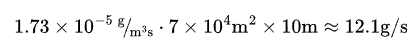 1.73 × 10⁻⁵ g/m³s · 7 × 10⁴m² × 10m ≈ 12.1g/s